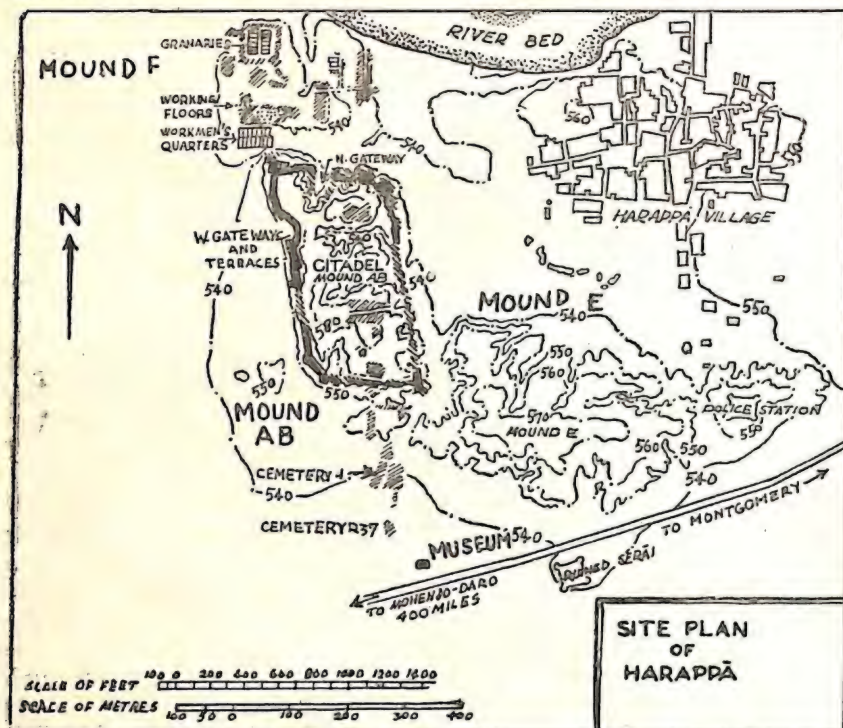 RIVER BED
GRANARIES
MOUND F
WORKING
FLOORS
WORKMEN'S
QUARTERS
540
540
560
N. GATEWAY
HARAPPA VILLAGE
N
W. GATEWAY
AND
TERRACES
CITADEL
MOUND AB
540
540
540
580
MOUND E
540
550
550
560
550
550
MOUND
AB
570
MOUND E
POLICE STATION
550
560
550
540
CEMETERY H
540
CEMETERY R37
MUSEUM
540
TO MONTGOMERY
RUINED SERAI
TO MOHENJO-DARO
400 MILES
SITE PLAN
OF
HARAPPĀ
SCALE OF FEET 100 0 200 400 600 800 1000 1200 1400
SCALE OF METRES 100 50 0 100 200 300 400